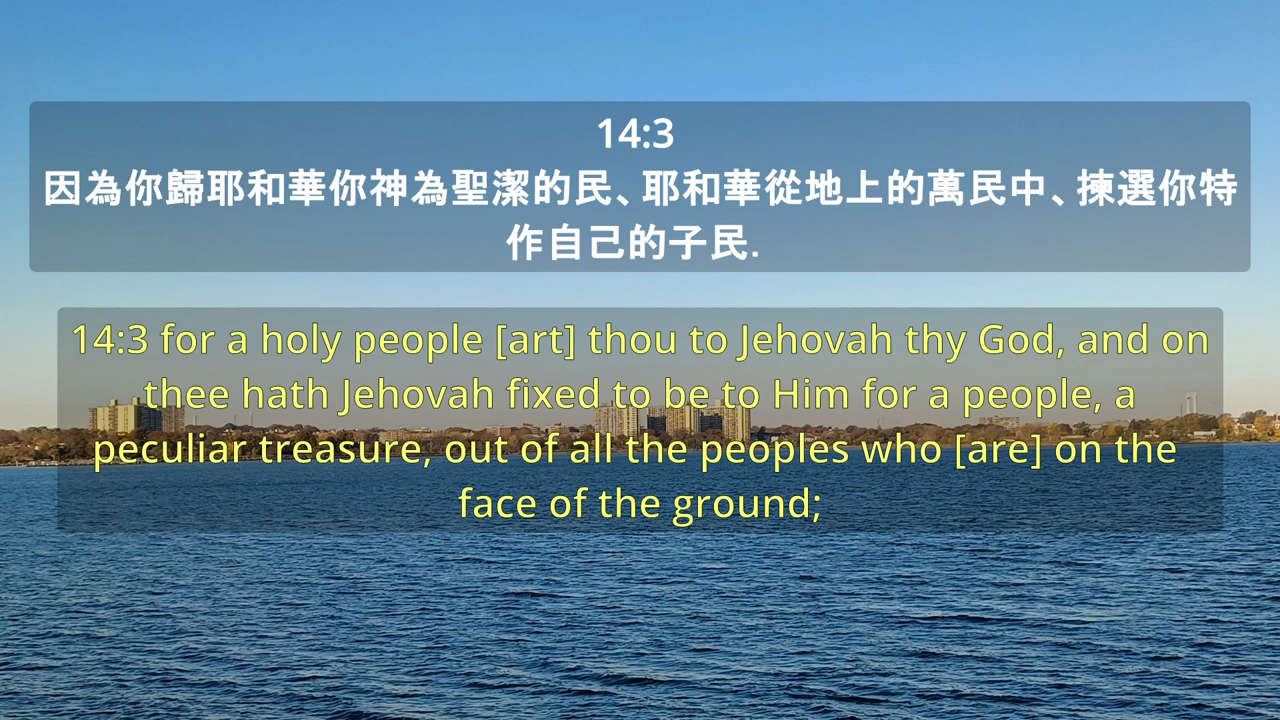 14:3
因為你歸耶和華你神為聖潔的民、耶和華從地上的萬民中、揀選你特
作自己的子民.
14:3 for a holy people [art] thou to Jehovah thy God, and on
thee hath Jehovah fixed to be to Him for a people, a
peculiar treasure, out of all the peoples who [are] on the
face of the ground;